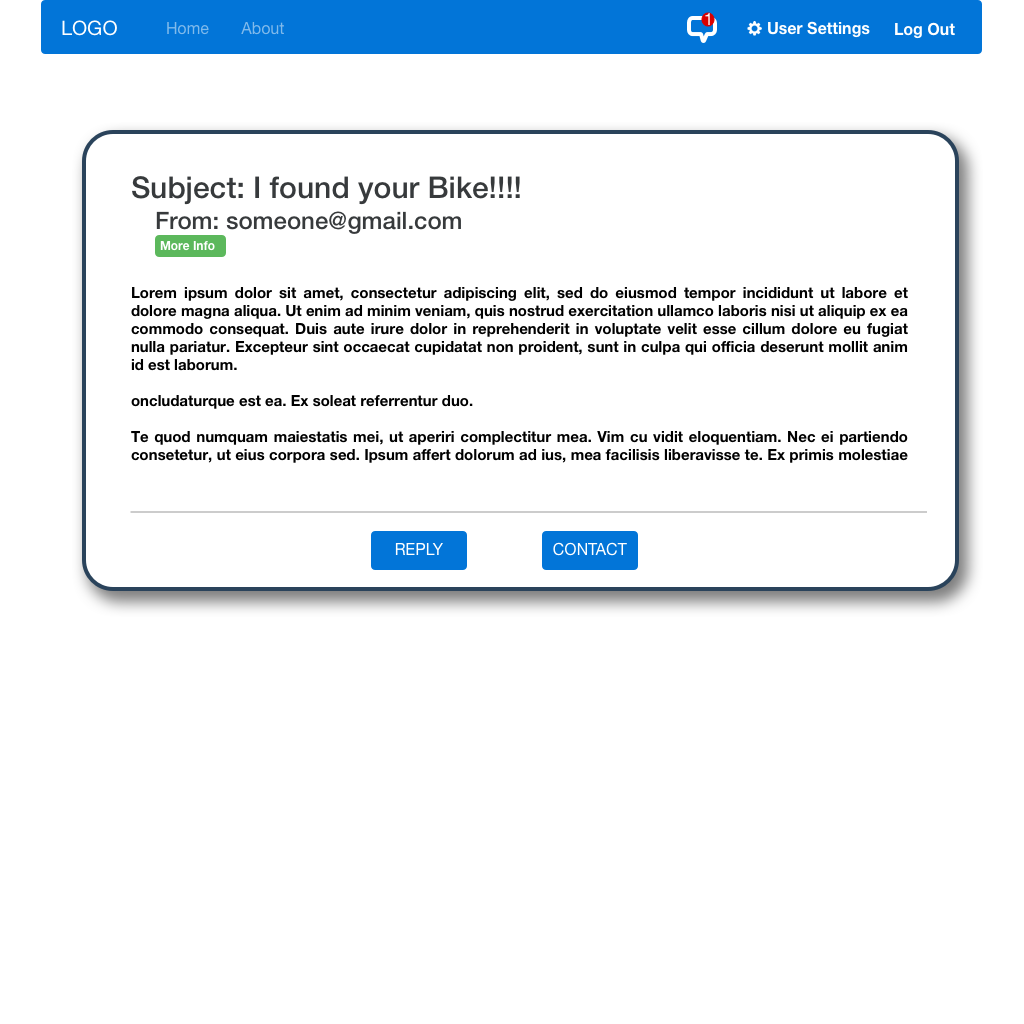 LOGO Home About 1 User Settings Log Out
Subject: I found your Bike!!!!
From: someone@gmail.com
More Info
Lorem ipsum dolor sit amet, consectetur adipiscing elit, sed do eiusmod tempor incididunt ut labore et
dolore magna aliqua. Ut enim ad minim veniam, quis nostrud exercitation ullamco laboris nisi ut aliquip ex ea
commodo consequat. Duis aute irure dolor in reprehenderit in voluptate velit esse cillum dolore eu fugiat
nulla pariatur. Excepteur sint occaecat cupidatat non proident, sunt in culpa qui officia deserunt mollit anim
id est laborum.
oncludaturque est ea. Ex soleat referrentur duo.
Te quod numquam maiestatis mei, ut aperiri complectitur mea. Vim cu vidit eloquentiam. Nec ei partiendo
consetetur, ut eius corpora sed. Ipsum affert dolorum ad ius, mea facilisis liberavisse te. Ex primis molestiae
REPLY CONTACT